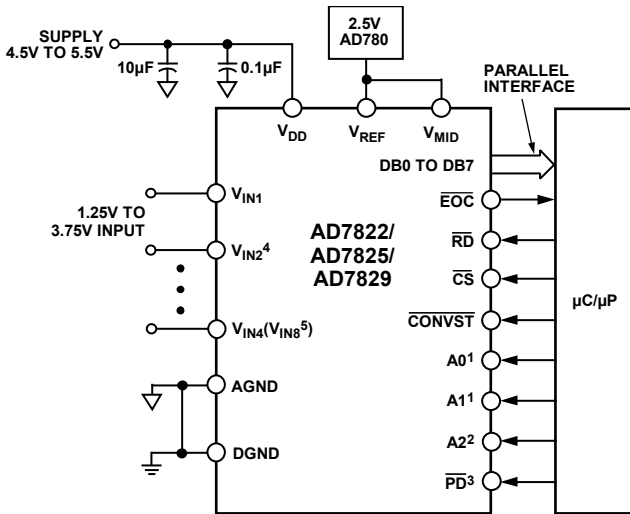 SUPPLY
4.5V TO 5.5V
10µF
0.1µF
2.5V
AD780
PARALLEL
INTERFACE
VDD
VREF
VMID
DB0 TO DB7
VIN1
1.25V TO
3.75V INPUT
VIN2⁴
VIN4(VIN8⁵)
AGND
DGND
AD7822/
AD7825/
AD7829
EOC
RD
CS
CONVST
A0¹
A1¹
A2²
PD³
µC/µP